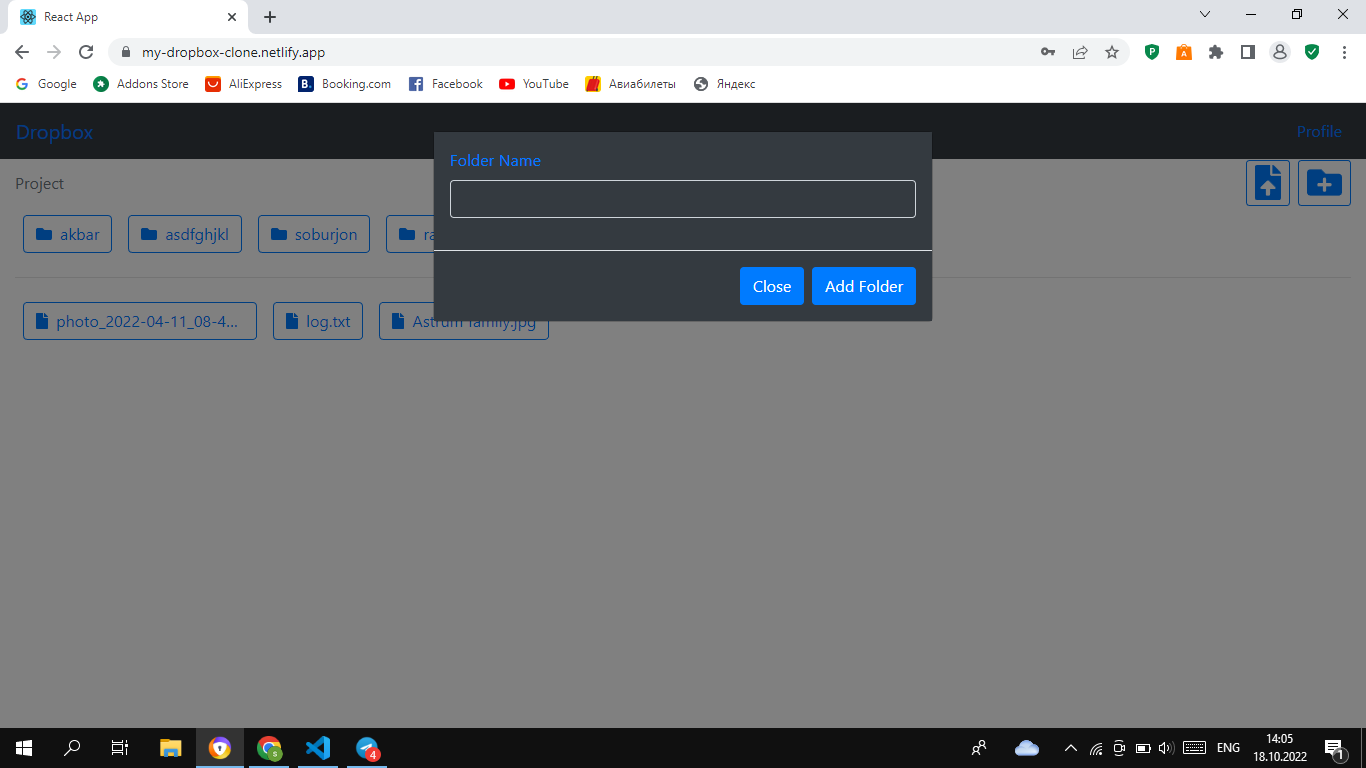 React App
my-dropbox-clone.netlify.app
Google Addons Store AliExpress Booking.com Facebook YouTube Авиабилеты Яндекс
Dropbox
Profile
Folder Name
Project
akbar asdfghjkl soburjon
Close Add Folder
photo_2022-04-11_08-4... log.txt Astrum family.jpg
4
ENG
14:05
18.10.2022
1